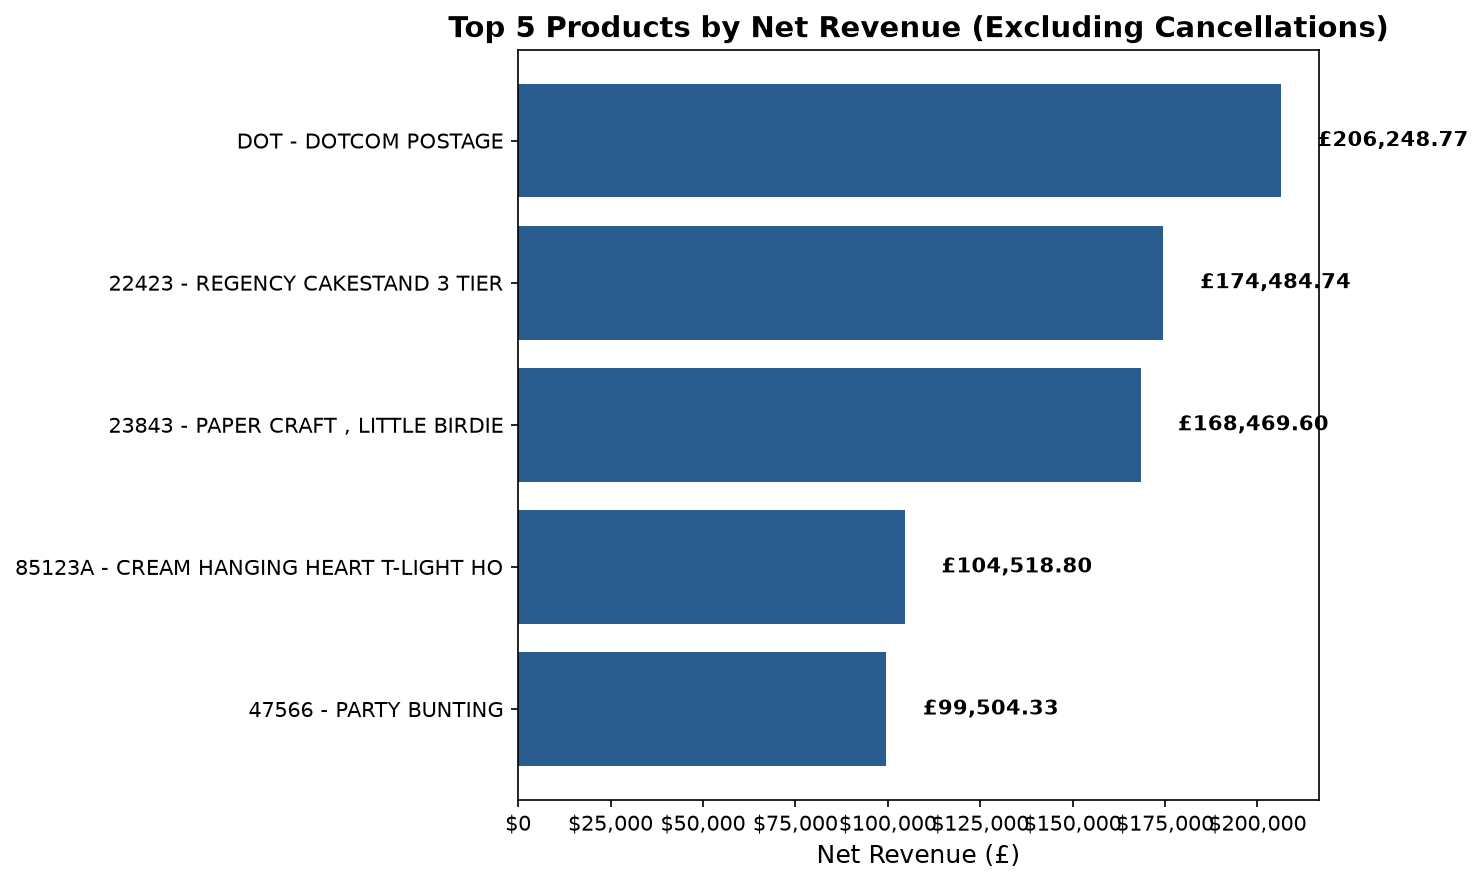 Top 5 Products by Net Revenue (Excluding Cancellations)
DOT - DOTCOM POSTAGE
£206,248.77
22423 - REGENCY CAKESTAND 3 TIER
£174,484.74
23843 - PAPER CRAFT , LITTLE BIRDIE
£168,469.60
85123A - CREAM HANGING HEART T-LIGHT HO
£104,518.80
47566 - PARTY BUNTING
£99,504.33
$0 $25,000 $50,000 $75,000 $100,000 $125,000 $150,000 $175,000 $200,000
Net Revenue (£)